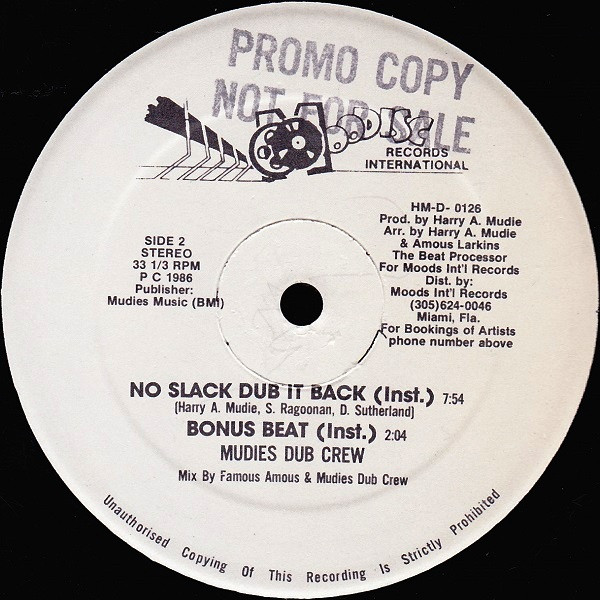 PROMO COPY
NOT FOR SALE
MOODISC
RECORDS
INTERNATIONAL
HM-D- 0126
Prod. by Harry A. Mudie
Arr. by Harry A. Mudie
& Amous Larkins
The Beat Processor
For Moods Int'l Records
Dist. by:
Moods Int'l Records
(305)624-0046
Miami, Fla.
For Bookings of Artists
phone number above
SIDE 2
STEREO
33 1/3 RPM
P C 1986
Publisher:
Mudies Music (BMI)
NO SLACK DUB IT BACK (Inst.) 7:54
(Harry A. Mudie, S. Ragoonan, D. Sutherland)
BONUS BEAT (Inst.) 2:04
MUDIES DUB CREW
Mix By Famous Amous & Mudies Dub Crew
Unauthorised Copying Of This Recording Is Strictly Prohibited